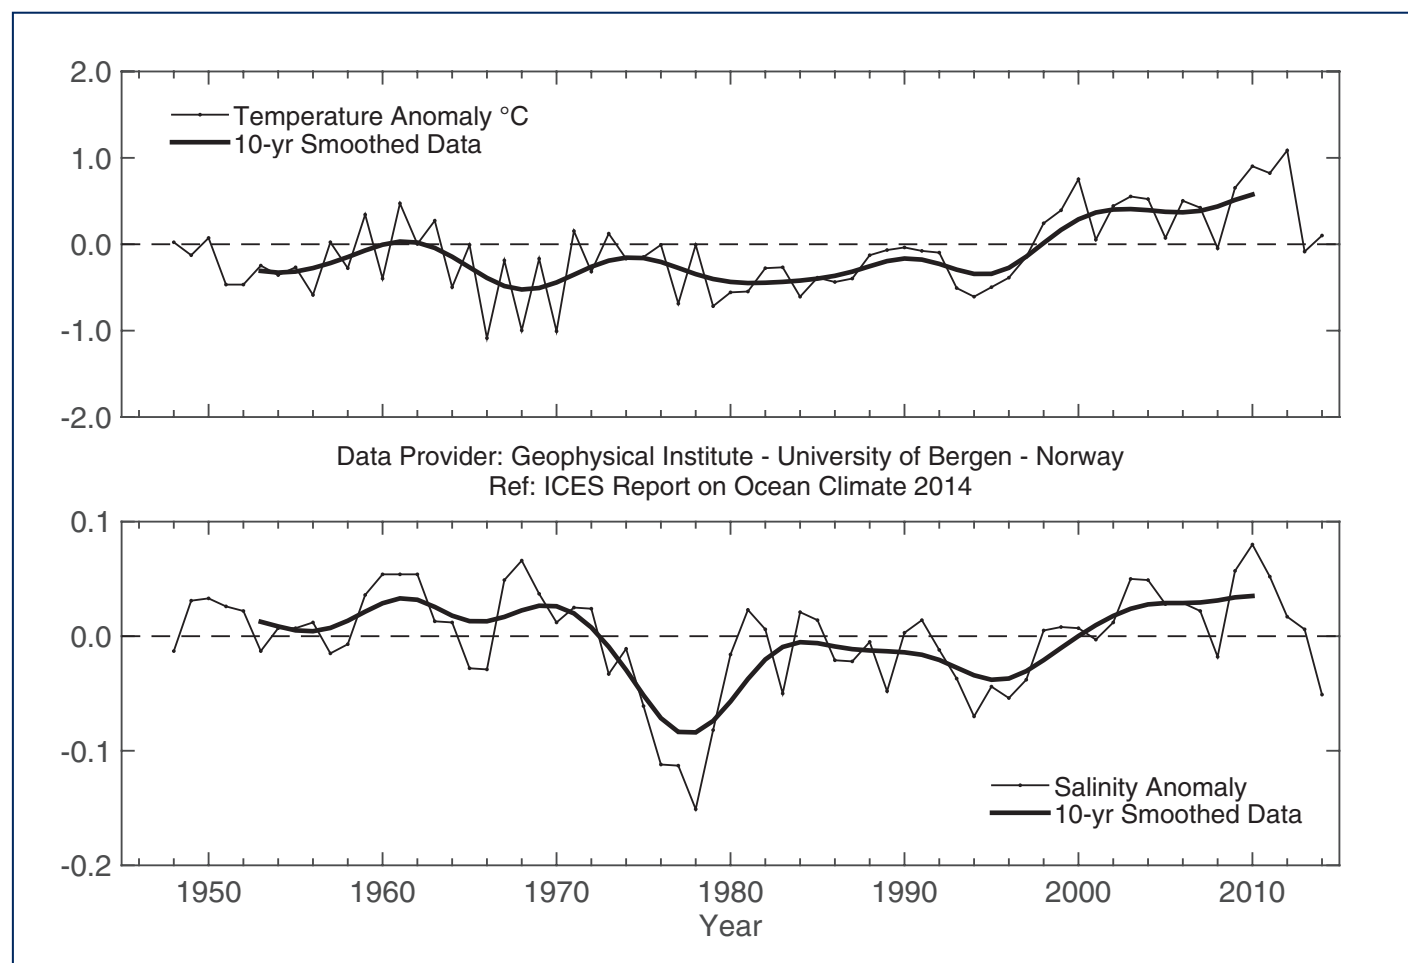 2.0
Temperature Anomaly °C
10-yr Smoothed Data
1.0
0.0
-1.0
-2.0
Data Provider: Geophysical Institute - University of Bergen - Norway
Ref: ICES Report on Ocean Climate 2014
0.1
0.0
-0.1
Salinity Anomaly
10-yr Smoothed Data
-0.2
1950 1960 1970 1980 1990 2000 2010
Year